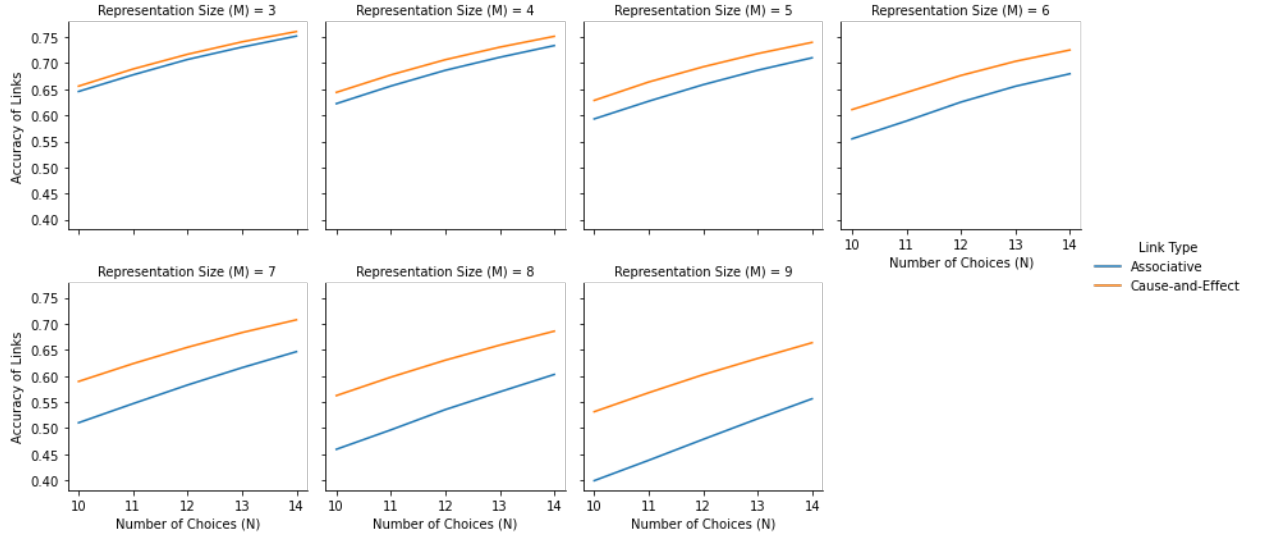 Representation Size (M) = 3
Representation Size (M) = 4
Representation Size (M) = 5
Representation Size (M) = 6
Accuracy of Links
0.75
0.70
0.65
0.60
0.55
0.50
0.45
0.40
10 11 12 13 14
Number of Choices (N)
Link Type
Associative
Cause-and-Effect
Representation Size (M) = 7
Representation Size (M) = 8
Representation Size (M) = 9
Accuracy of Links
0.75
0.70
0.65
0.60
0.55
0.50
0.45
0.40
10 11 12 13 14
Number of Choices (N)
10 11 12 13 14
Number of Choices (N)
10 11 12 13 14
Number of Choices (N)